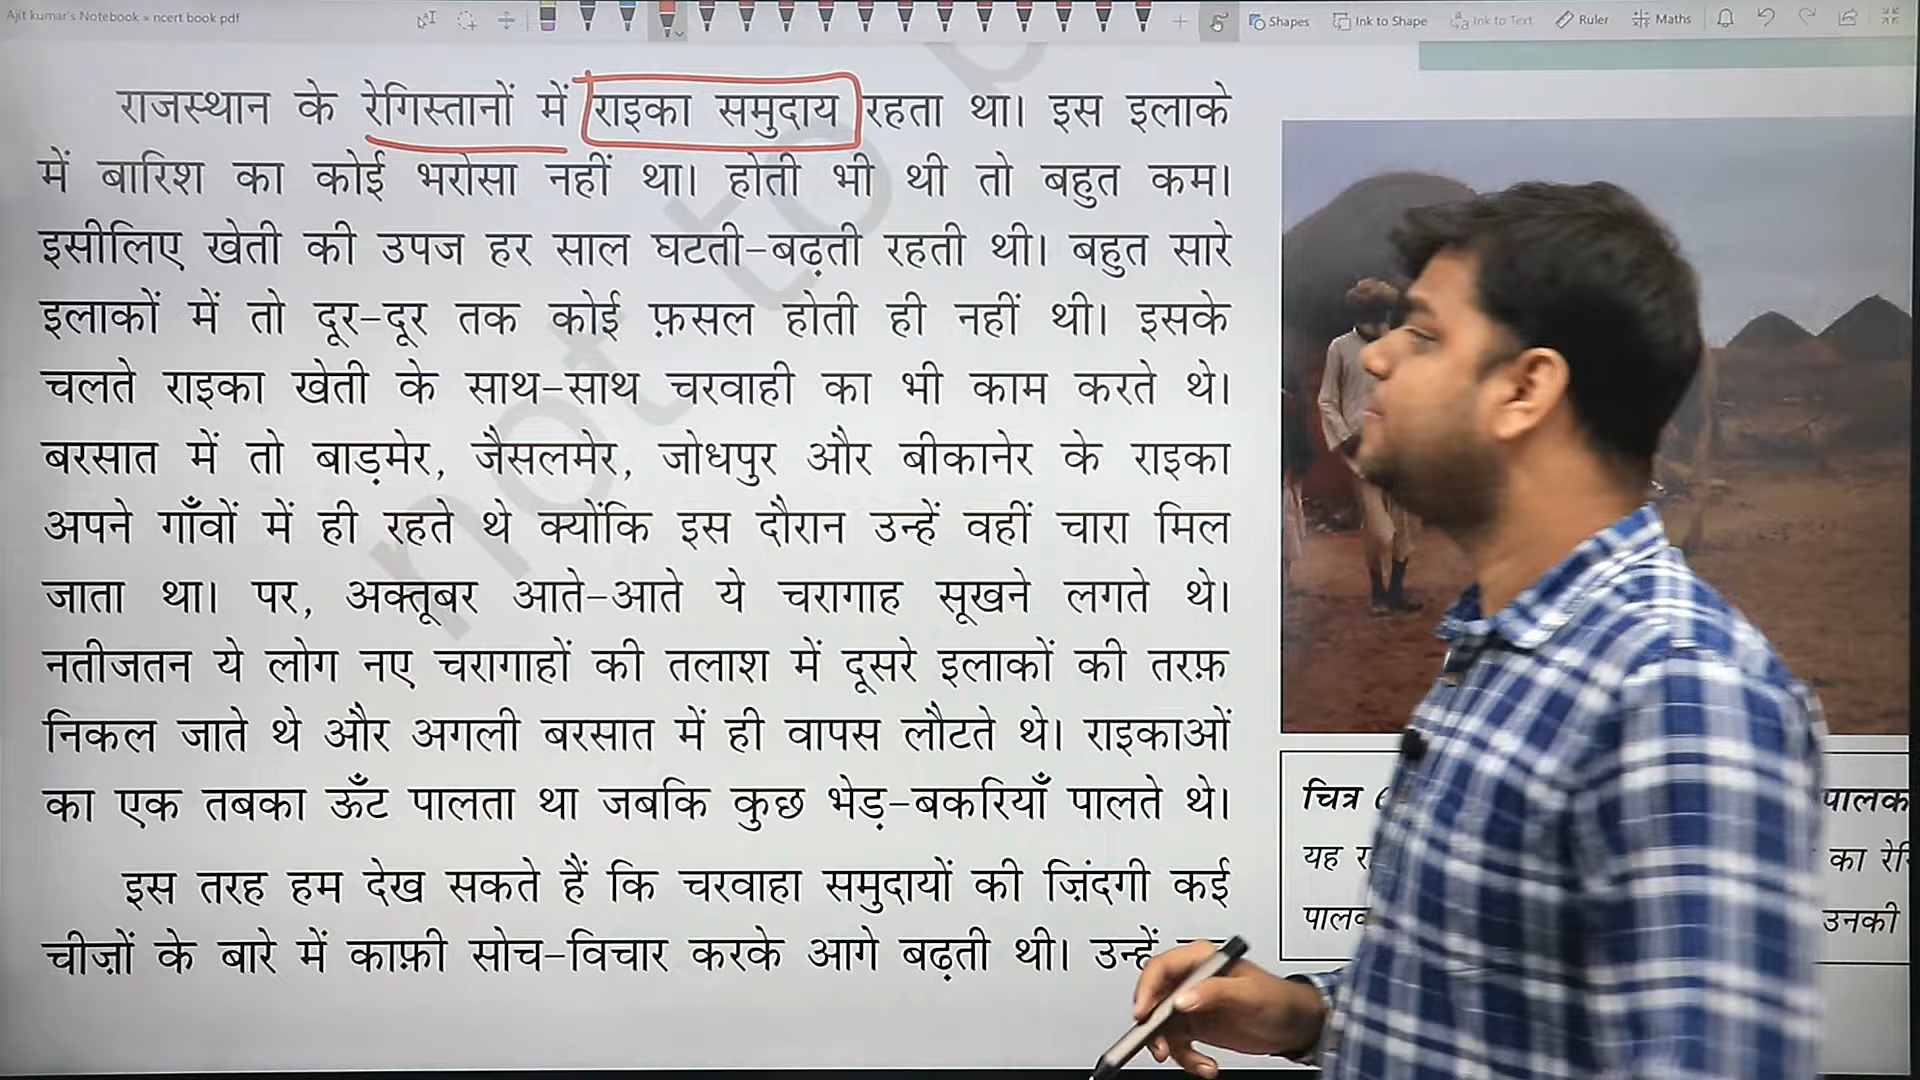 Ajit kumar's Notebook » ncert book pdf
Shapes Ink to Shape Ink to Text Ruler Maths
राजस्थान के रेगिस्तानों में राइका समुदाय रहता था। इस इलाके
में बारिश का कोई भरोसा नहीं था। होती भी थी तो बहुत कम।
इसीलिए खेती की उपज हर साल घटती-बढ़ती रहती थी। बहुत सारे
इलाकों में तो दूर-दूर तक कोई फ़सल होती ही नहीं थी। इसके
चलते राइका खेती के साथ-साथ चरवाही का भी काम करते थे।
बरसात में तो बाड़मेर, जैसलमेर, जोधपुर और बीकानेर के राइका
अपने गाँवों में ही रहते थे क्योंकि इस दौरान उन्हें वहीं चारा मिल
जाता था। पर, अक्तूबर आते-आते ये चरागाह सूखने लगते थे।
नतीजतन ये लोग नए चरागाहों की तलाश में दूसरे इलाकों की तरफ़
निकल जाते थे और अगली बरसात में ही वापस लौटते थे। राइकाओं
का एक तबका ऊँट पालता था जबकि कुछ भेड़-बकरियाँ पालते थे।
इस तरह हम देख सकते हैं कि चरवाहा समुदायों की ज़िंदगी कई
चीज़ों के बारे में काफ़ी सोच-विचार करके आगे बढ़ती थी। उन्हें
not to
चित्र
यह का
उनकी